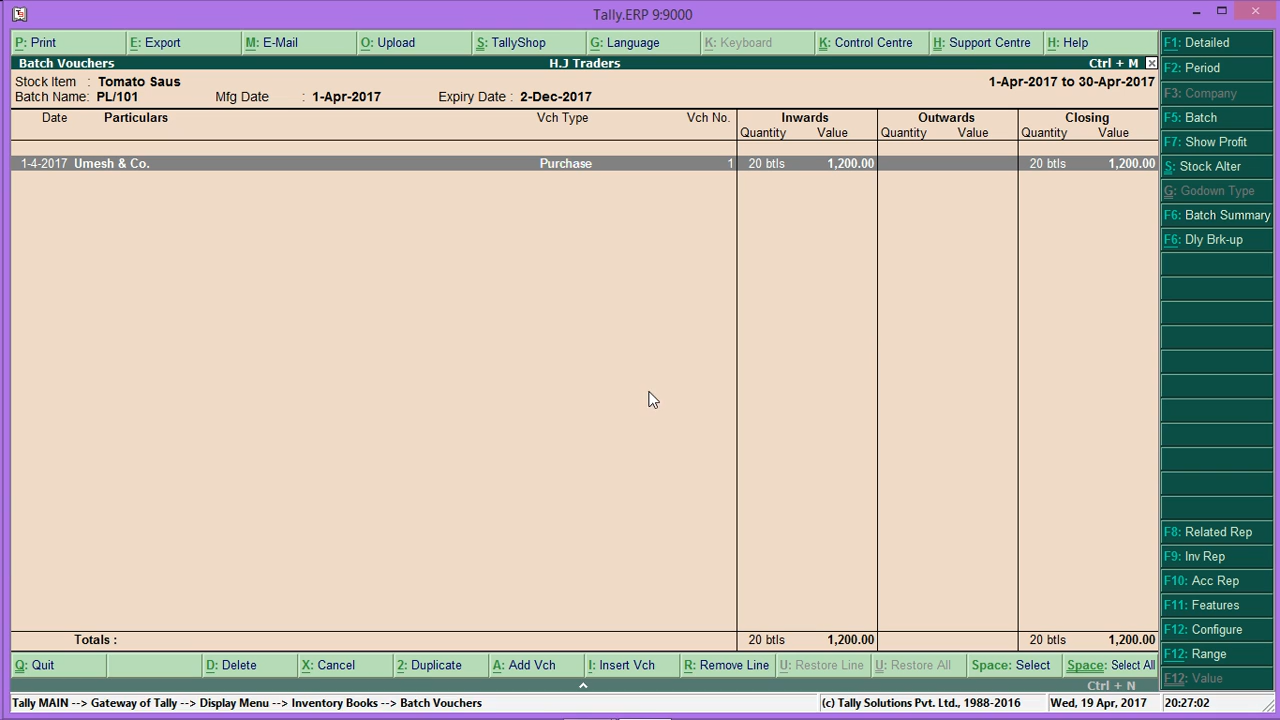 Tally.ERP 9:9000
P: Print E: Export M: E-Mail O: Upload S: TallyShop G: Language K: Keyboard K: Control Centre H: Support Centre H: Help
Batch Vouchers H.J Traders Ctrl + M
Stock Item : Tomato Saus 1-Apr-2017 to 30-Apr-2017
Batch Name: PL/101 Mfg Date : 1-Apr-2017 Expiry Date : 2-Dec-2017
Date Particulars Vch Type Vch No. Inwards Outwards Closing
Quantity Value Quantity Value Quantity Value
1-4-2017 Umesh & Co. Purchase 1 20 btls 1,200.00 20 btls 1,200.00
Totals : 20 btls 1,200.00 20 btls 1,200.00
Q: Quit D: Delete X: Cancel 2: Duplicate A: Add Vch I: Insert Vch R: Remove Line U: Restore Line U: Restore All Space: Select Space: Select All
Ctrl + N
Tally MAIN --> Gateway of Tally --> Display Menu --> Inventory Books --> Batch Vouchers (c) Tally Solutions Pvt. Ltd., 1988-2016 Wed, 19 Apr, 2017 20:27:02
F1: Detailed
F2: Period
F3: Company
F5: Batch
F7: Show Profit
S: Stock Alter
G: Godown Type
F6: Batch Summary
F6: Dly Brk-up
F8: Related Rep
F9: Inv Rep
F10: Acc Rep
F11: Features
F12: Configure
F12: Range
F12: Value